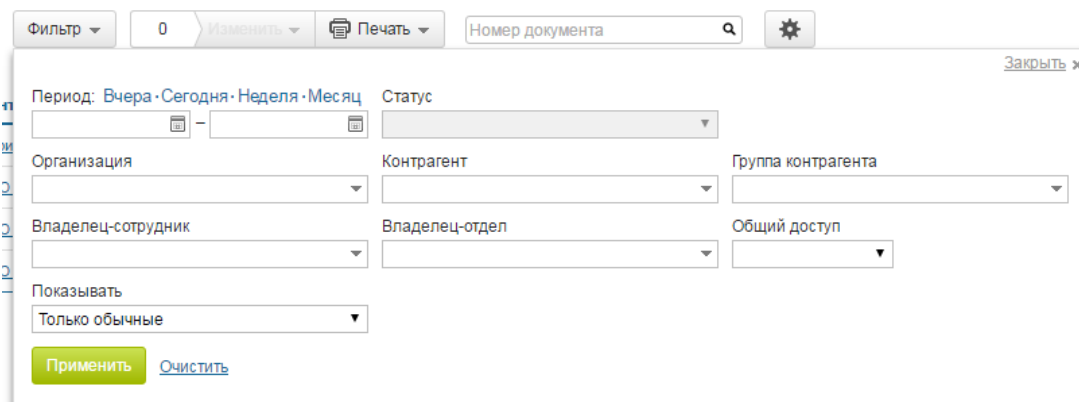 Фильтр 0 Изменить Печать Номер документа
Закрыть x
Период: Вчера · Сегодня · Неделя · Месяц Статус
–
Организация Контрагент Группа контрагента
Владелец-сотрудник Владелец-отдел Общий доступ
Показывать
Только обычные
Применить Очистить